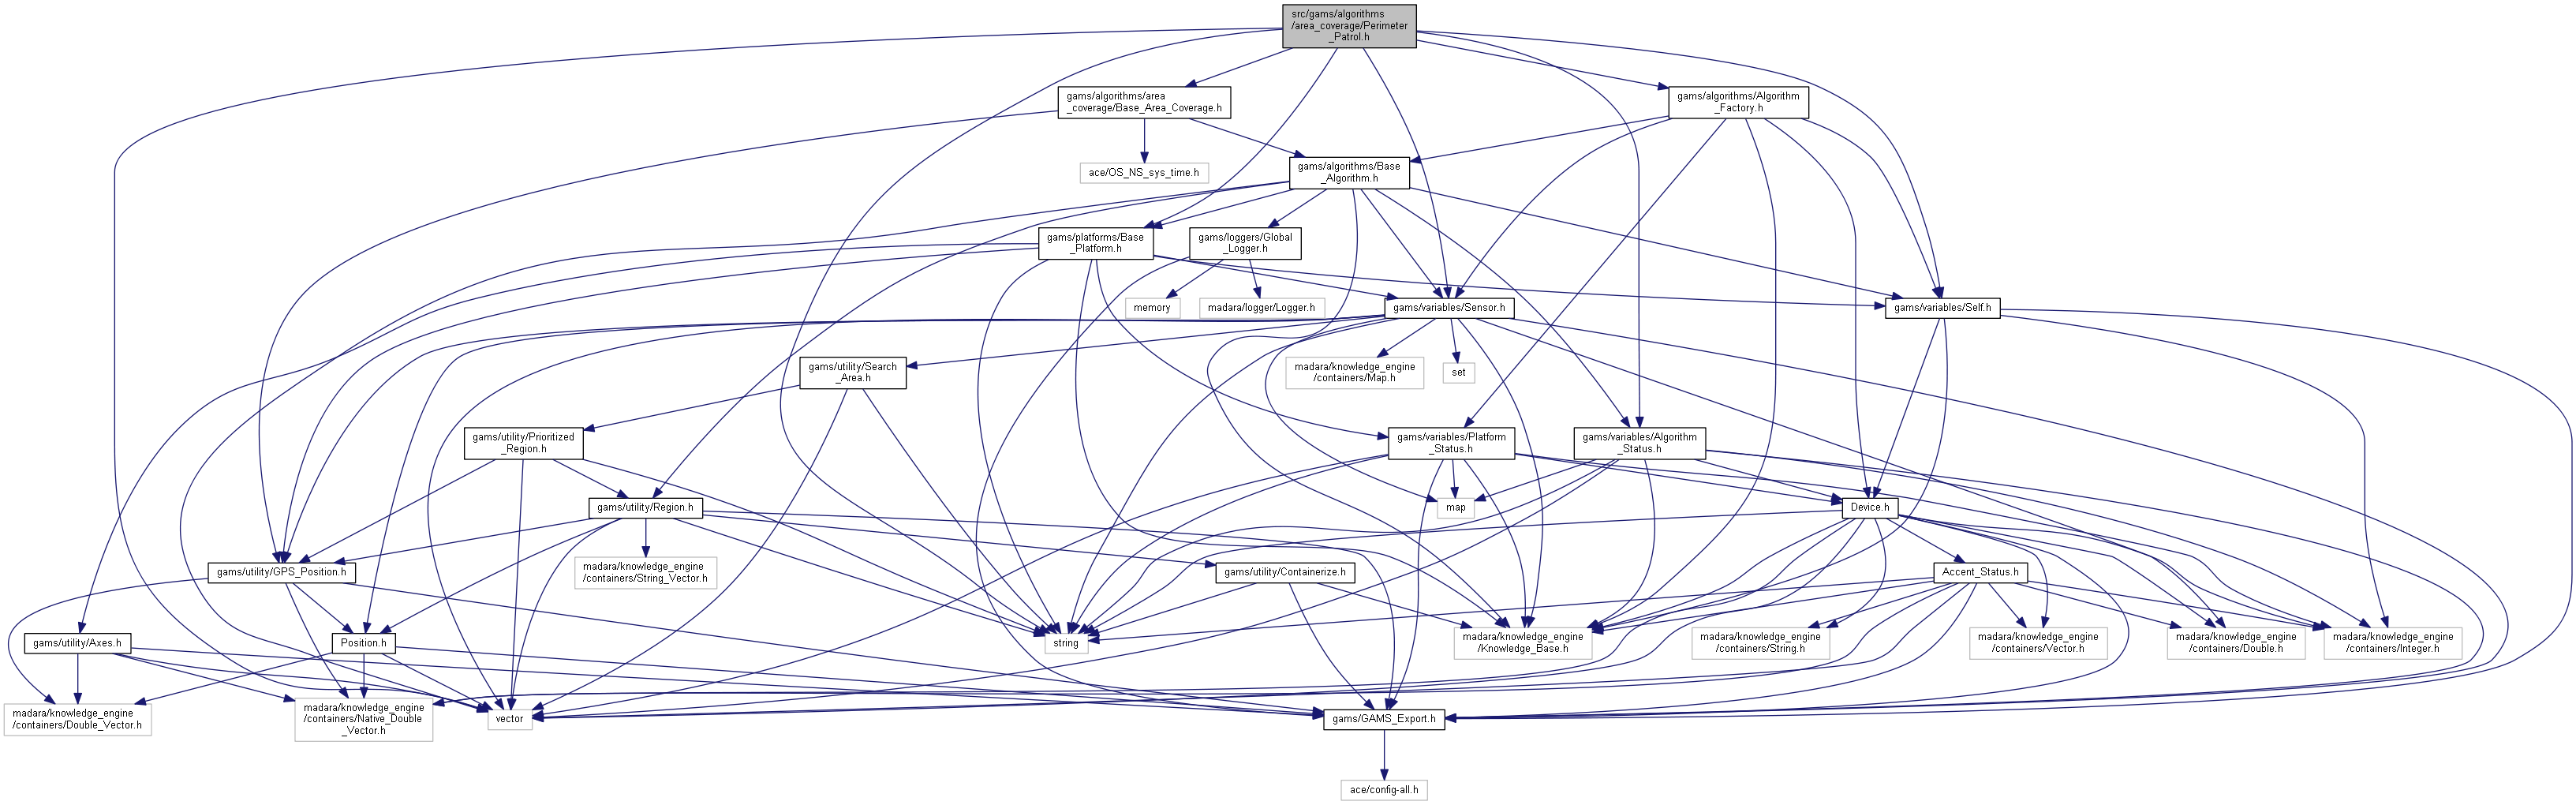 src/gams/algorithms
/area_coverage/Perimeter
_Patrol.h
gams/algorithms/area
_coverage/Base_Area_Coverage.h
gams/algorithms/Algorithm
_Factory.h
ace/OS_NS_sys_time.h
gams/algorithms/Base
_Algorithm.h
gams/platforms/Base
_Platform.h
gams/loggers/Global
_Logger.h
memory
madara/logger/Logger.h
gams/variables/Sensor.h
gams/variables/Self.h
gams/utility/Search
_Area.h
madara/knowledge_engine
/containers/Map.h
set
gams/utility/Prioritized
_Region.h
gams/variables/Platform
_Status.h
gams/variables/Algorithm
_Status.h
gams/utility/Region.h
map
Device.h
gams/utility/GPS_Position.h
madara/knowledge_engine
/containers/String_Vector.h
gams/utility/Containerize.h
Accent_Status.h
gams/utility/Axes.h
Position.h
string
madara/knowledge_engine
/Knowledge_Base.h
madara/knowledge_engine
/containers/String.h
madara/knowledge_engine
/containers/Vector.h
madara/knowledge_engine
/containers/Double.h
madara/knowledge_engine
/containers/Integer.h
madara/knowledge_engine
/containers/Double_Vector.h
madara/knowledge_engine
/containers/Native_Double
_Vector.h
vector
gams/GAMS_Export.h
ace/config-all.h